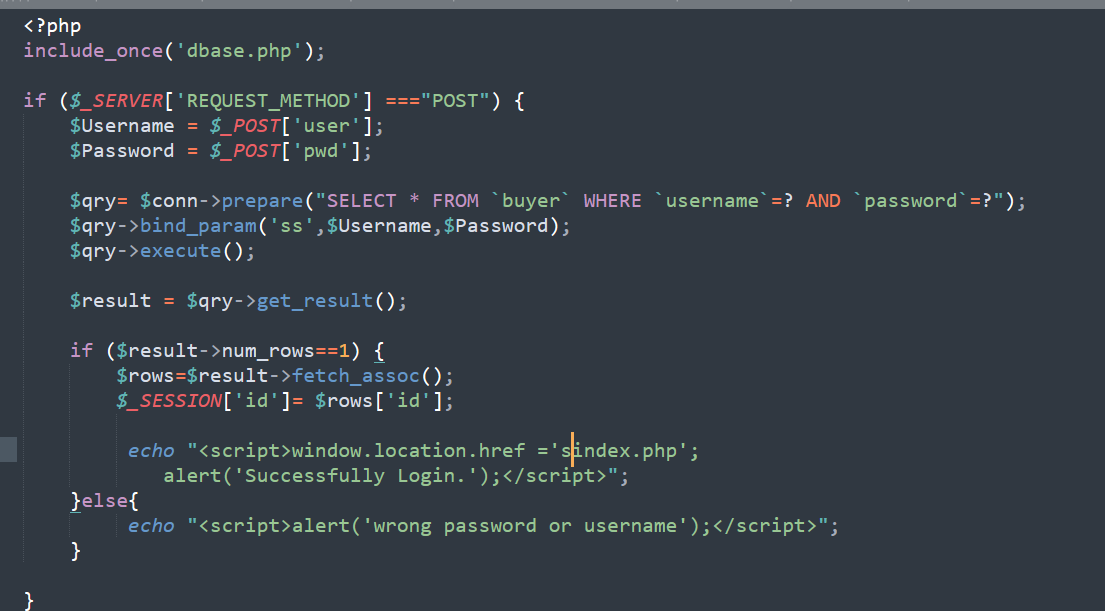 <?php
include_once('dbase.php');
if ($_SERVER['REQUEST_METHOD'] ==="POST") {
$Username = $_POST['user'];
$Password = $_POST['pwd'];
$qry= $conn->prepare("SELECT * FROM `buyer` WHERE `username`=? AND `password`=?");
$qry->bind_param('ss',$Username,$Password);
$qry->execute();
$result = $qry->get_result();
if ($result->num_rows==1) {
$rows=$result->fetch_assoc();
$_SESSION['id']= $rows['id'];
echo "<script>window.location.href ='sindex.php';
alert('Successfully Login.');</script>";
}else{
echo "<script>alert('wrong password or username');</script>";
}
}